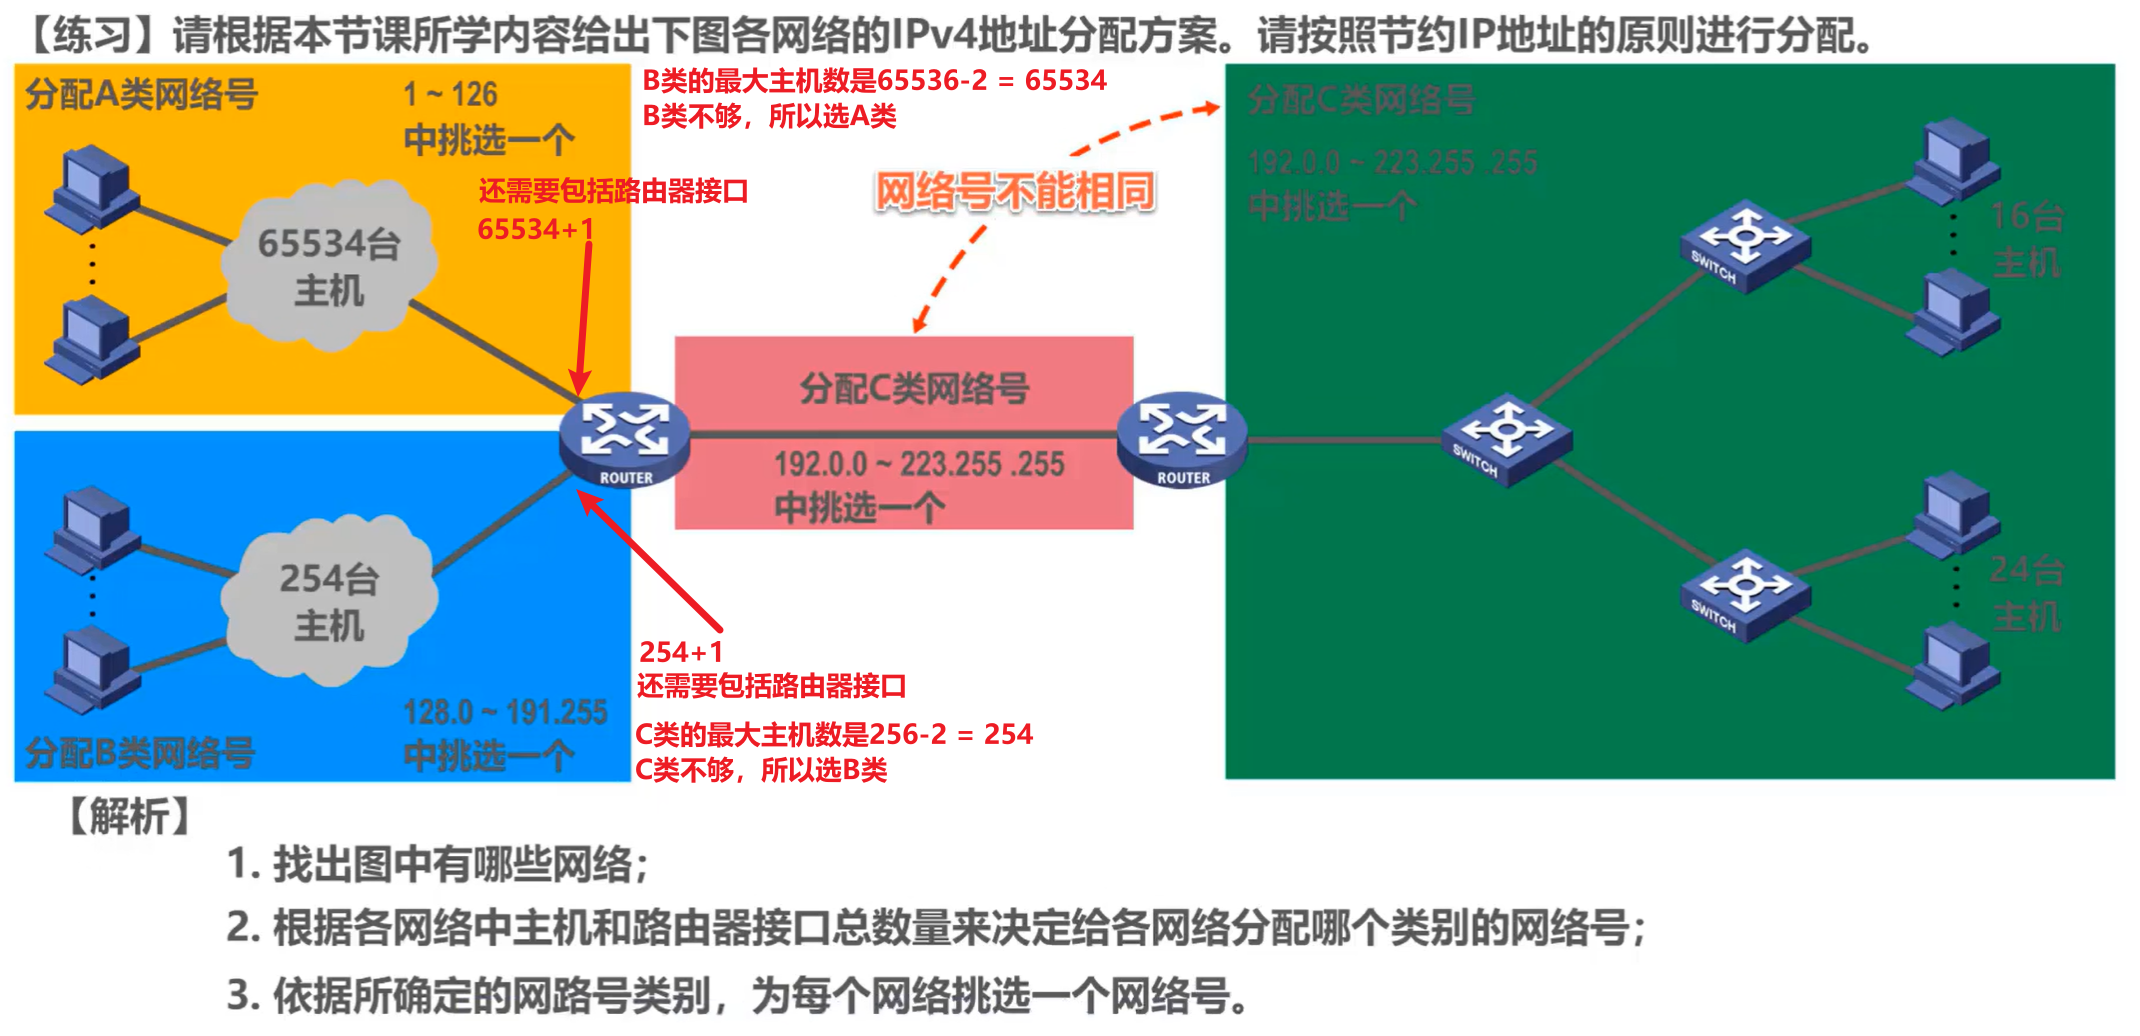 【练习】请根据本节课所学内容给出下图各网络的IPv4地址分配方案。请按照节约IP地址的原则进行分配。
分配A类网络号
1 ~ 126
中挑选一个
B类的最大主机数是65536-2 = 65534
B类不够，所以选A类
还需要包括路由器接口
65534+1
65534台
主机
网络号不能相同
分配C类网络号
192.0.0 ~ 223.255 .255
中挑选一个
16台
主机
SWITCH
分配C类网络号
192.0.0 ~ 223.255 .255
中挑选一个
ROUTER
ROUTER
SWITCH
254台
主机
128.0 ~ 191.255
中挑选一个
分配B类网络号
254+1
还需要包括路由器接口
C类的最大主机数是256-2 = 254
C类不够，所以选B类
SWITCH
24台
主机
【解析】
1. 找出图中有哪些网络；
2. 根据各网络中主机和路由器接口总数量来决定给各网络分配哪个类别的网络号；
3. 依据所确定的网路号类别，为每个网络挑选一个网络号。